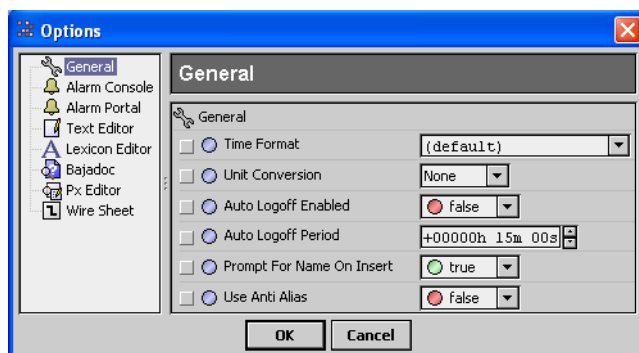 Options
General
Alarm Console
Alarm Portal
Text Editor
Lexicon Editor
Bajadoc
Px Editor
Wire Sheet
General
General
Time Format (default)
Unit Conversion None
Auto Logoff Enabled false
Auto Logoff Period +00000h 15m 00s
Prompt For Name On Insert true
Use Anti Alias false
OK Cancel